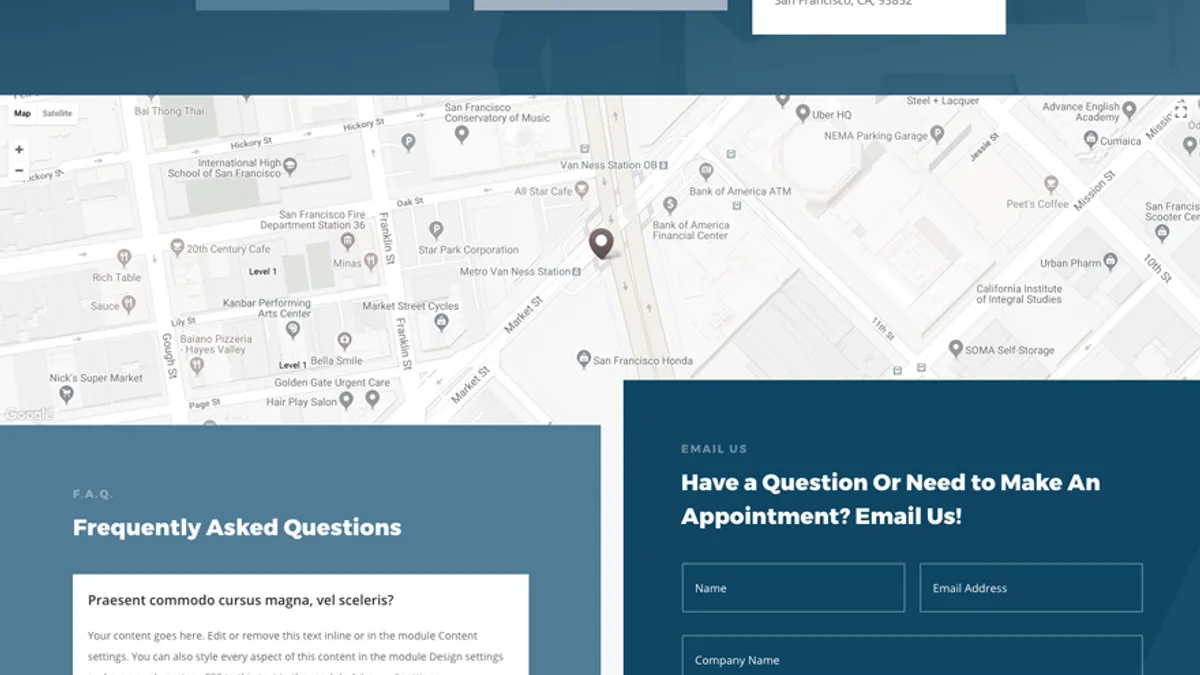 San Francisco, CA, 93852
Map
Satellite
Bai Thong Thai
Hickory St
Hickory St
San Francisco
Conservatory of Music
Uber HQ
Steel + Lacquer
Advance English
Academy
NEMA Parking Garage
Jessie St
Cumaica
International High
School of San Francisco
Van Ness Station OB
All Star Cafe
Bank of America ATM
Mission St
Oak St
Peet's Coffee
San Francisco Fire
Department Station 36
Franklin St
Bank of America
Financial Center
20th Century Cafe
Star Park Corporation
Minas
Level 1
Metro Van Ness Station
Urban Pharm
10th St
Rich Table
Sauce
Kanbar Performing
Arts Center
Market Street Cycles
Market St
California Institute
of Integral Studies
Lily St
11th St
Gough St
Baiano Pizzeria
- Hayes Valley
Franklin St
Level 1
Bella Smile
San Francisco Honda
SOMA Self-Storage
Nick's Super Market
Golden Gate Urgent Care
Market St
Page St
Hair Play Salon
Google
F.A.Q.
Frequently Asked Questions
Praesent commodo cursus magna, vel sceleris?
Your content goes here. Edit or remove this text inline or in the module Content
settings. You can also style every aspect of this content in the module Design settings
EMAIL US
Have a Question Or Need to Make An
Appointment? Email Us!
Name
Email Address
Company Name